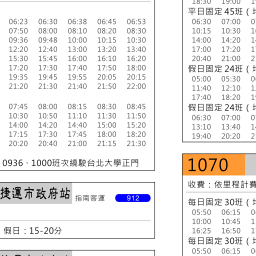 06:23 06:30 06:38 06:45 06:53
07:50 08:00 08:10 08:20 08:30
09:36 09:48 10:00 10:15 10:30
12:20 12:40 13:00 13:20 13:40
15:30 15:45 16:00 16:10 16:20
17:20 17:30 17:40 17:50 18:00
19:35 19:45 19:55 20:05 20:15
21:20 21:30 21:40 21:50 22:00
07:45 08:00 08:15 08:30 08:45
10:30 10:50 11:10 11:30 11:50
14:00 14:20 14:40 15:00 15:20
17:15 17:30 17:45 18:00 18:20
20:20 20:40 21:00 21:15 21:30
0936、1000班次繞駛台北大學正門
捷運市政府站
指南客運 912
假日：15-20分
18:30 19:00
平日固定45班（
06:30 07:00
10:15 10:30
14:00 14:20
17:00 17:20
20:40 21:00
假日固定24班（
05:00 05:30
11:40 12:10
17:40 18:20
假日固定24班（
06:30 07:00
13:10 13:40
19:40 20:20
1070
收費：依里程計費
每日固定30班（
05:50 06:15
10:00 10:45
16:25 16:50
每日固定30班（
05:50 06:15